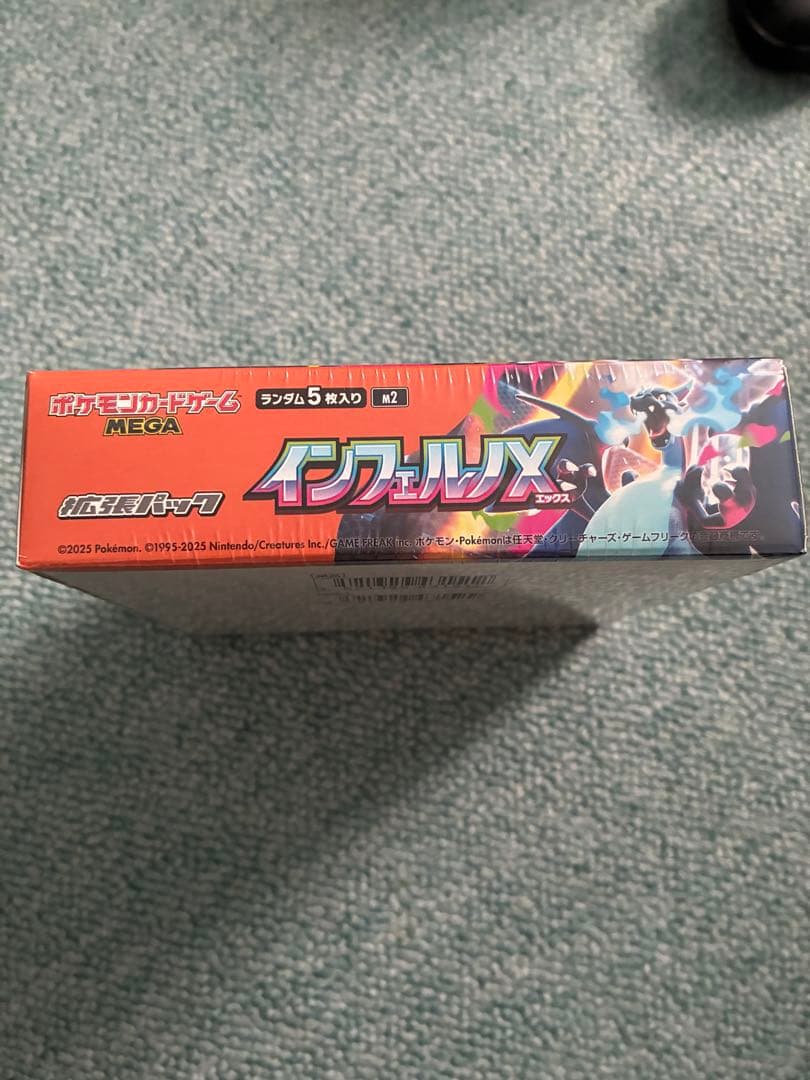 ポケモンカードゲーム
MEGA
ランダム5枚入り M2
インフェルノX
エックス
拡張パック
©2025 Pokémon. ©1995-2025 Nintendo/Creatures Inc./GAME FREAK inc. ポケモン・Pokémonは任天堂・クリーチャーズ・ゲームフリークの